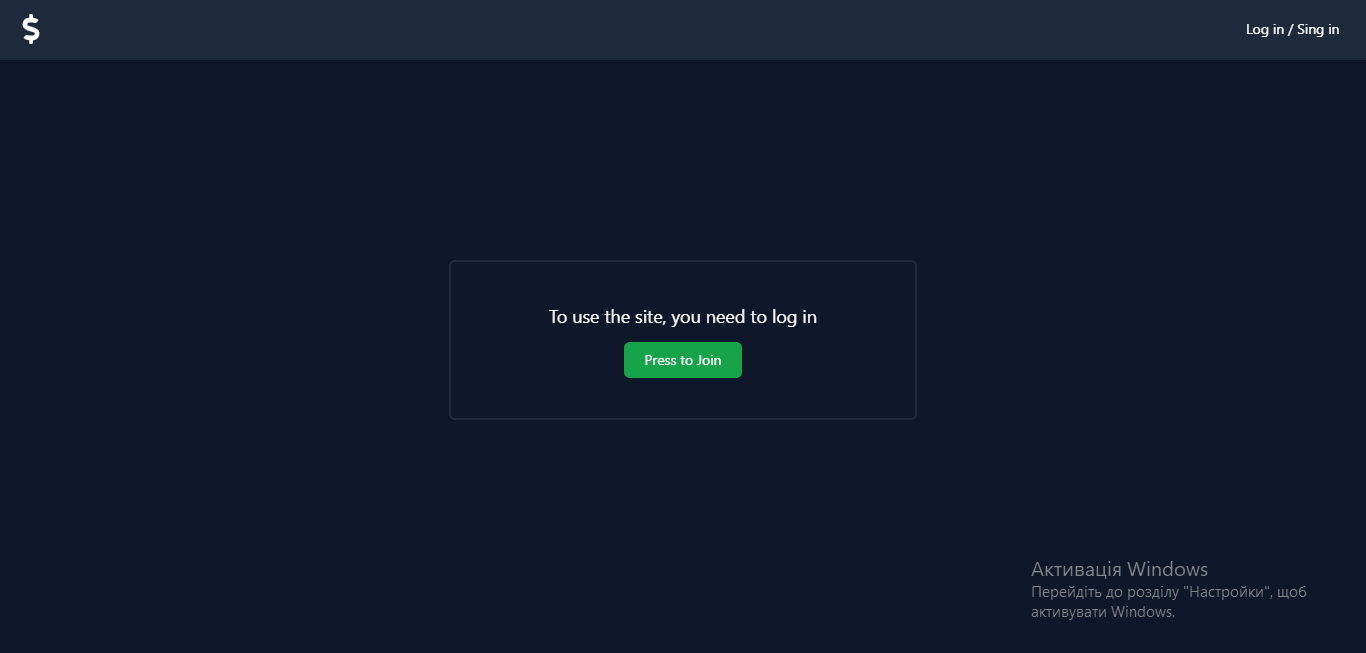 $
Log in / Sing in
To use the site, you need to log in
Press to Join
Активація Windows
Перейдіть до розділу "Настройки", щоб
активувати Windows.